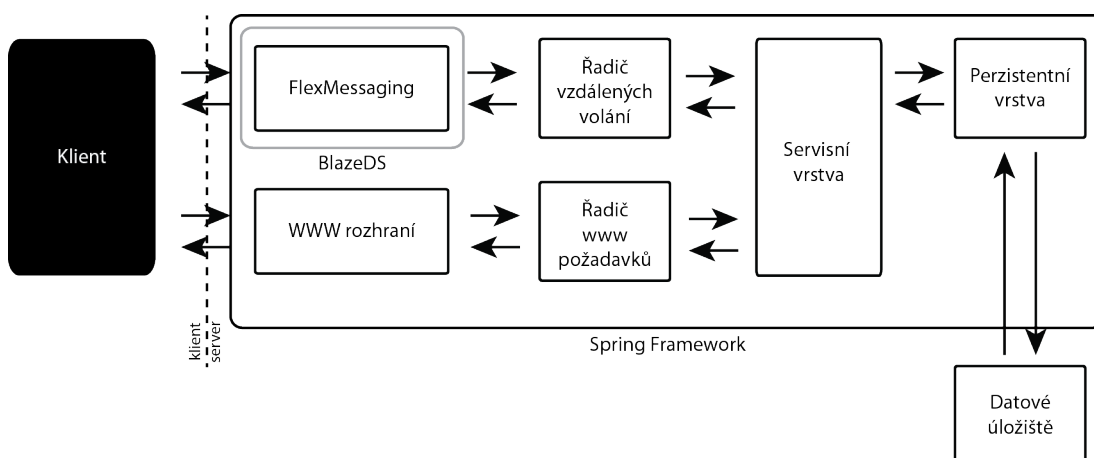 Klient
FlexMessaging
BlazeDS
WWW rozhraní
Řadič
vzdálených
volání
Řadič
www
požadavků
Servisní
vrstva
Perzistentní
vrstva
klient
server
Spring Framework
Datové
úložiště